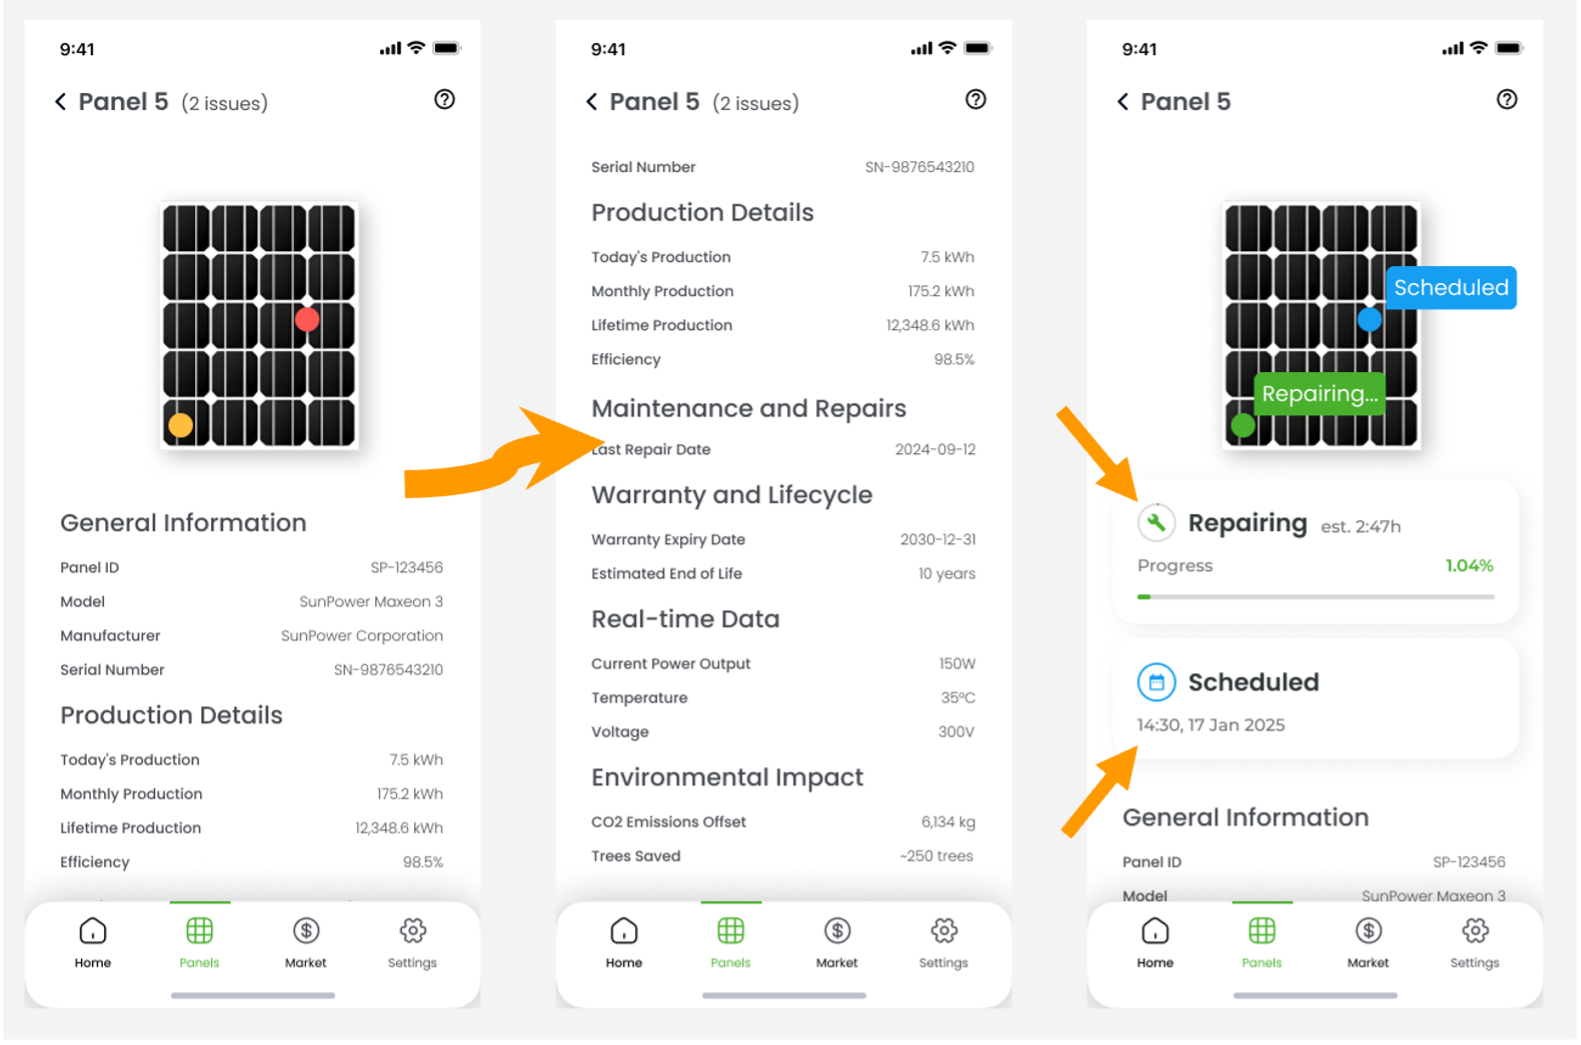 9:41
Panel 5 (2 issues)
General Information
Panel ID SP-123456
Model SunPower Maxeon 3
Manufacturer SunPower Corporation
Serial Number SN-9876543210
Production Details
Today's Production 7.5 kWh
Monthly Production 175.2 kWh
Lifetime Production 12,348.6 kWh
Efficiency 98.5%
Home Panels Market Settings
9:41
Panel 5 (2 issues)
Serial Number SN-9876543210
Production Details
Today's Production 7.5 kWh
Monthly Production 175.2 kWh
Lifetime Production 12,348.6 kWh
Efficiency 98.5%
Maintenance and Repairs
Last Repair Date 2024-09-12
Warranty and Lifecycle
Warranty Expiry Date 2030-12-31
Estimated End of Life 10 years
Real-time Data
Current Power Output 150W
Temperature 35°C
Voltage 300V
Environmental Impact
CO2 Emissions Offset 6,134 kg
Trees Saved ~250 trees
Home Panels Market Settings
9:41
Panel 5
Scheduled
Repairing...
Repairing est. 2:47h
Progress 1.04%
Scheduled
14:30, 17 Jan 2025
General Information
Panel ID SP-123456
Model SunPower Maxeon 3
Home Panels Market Settings